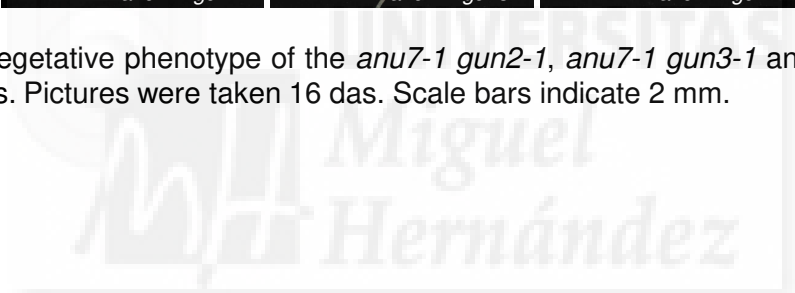 egetative phenotype of the anu7-1 gun2-1, anu7-1 gun3-1 an
s. Pictures were taken 16 das. Scale bars indicate 2 mm.
UNIVERSITAS
Miguel
Hernández